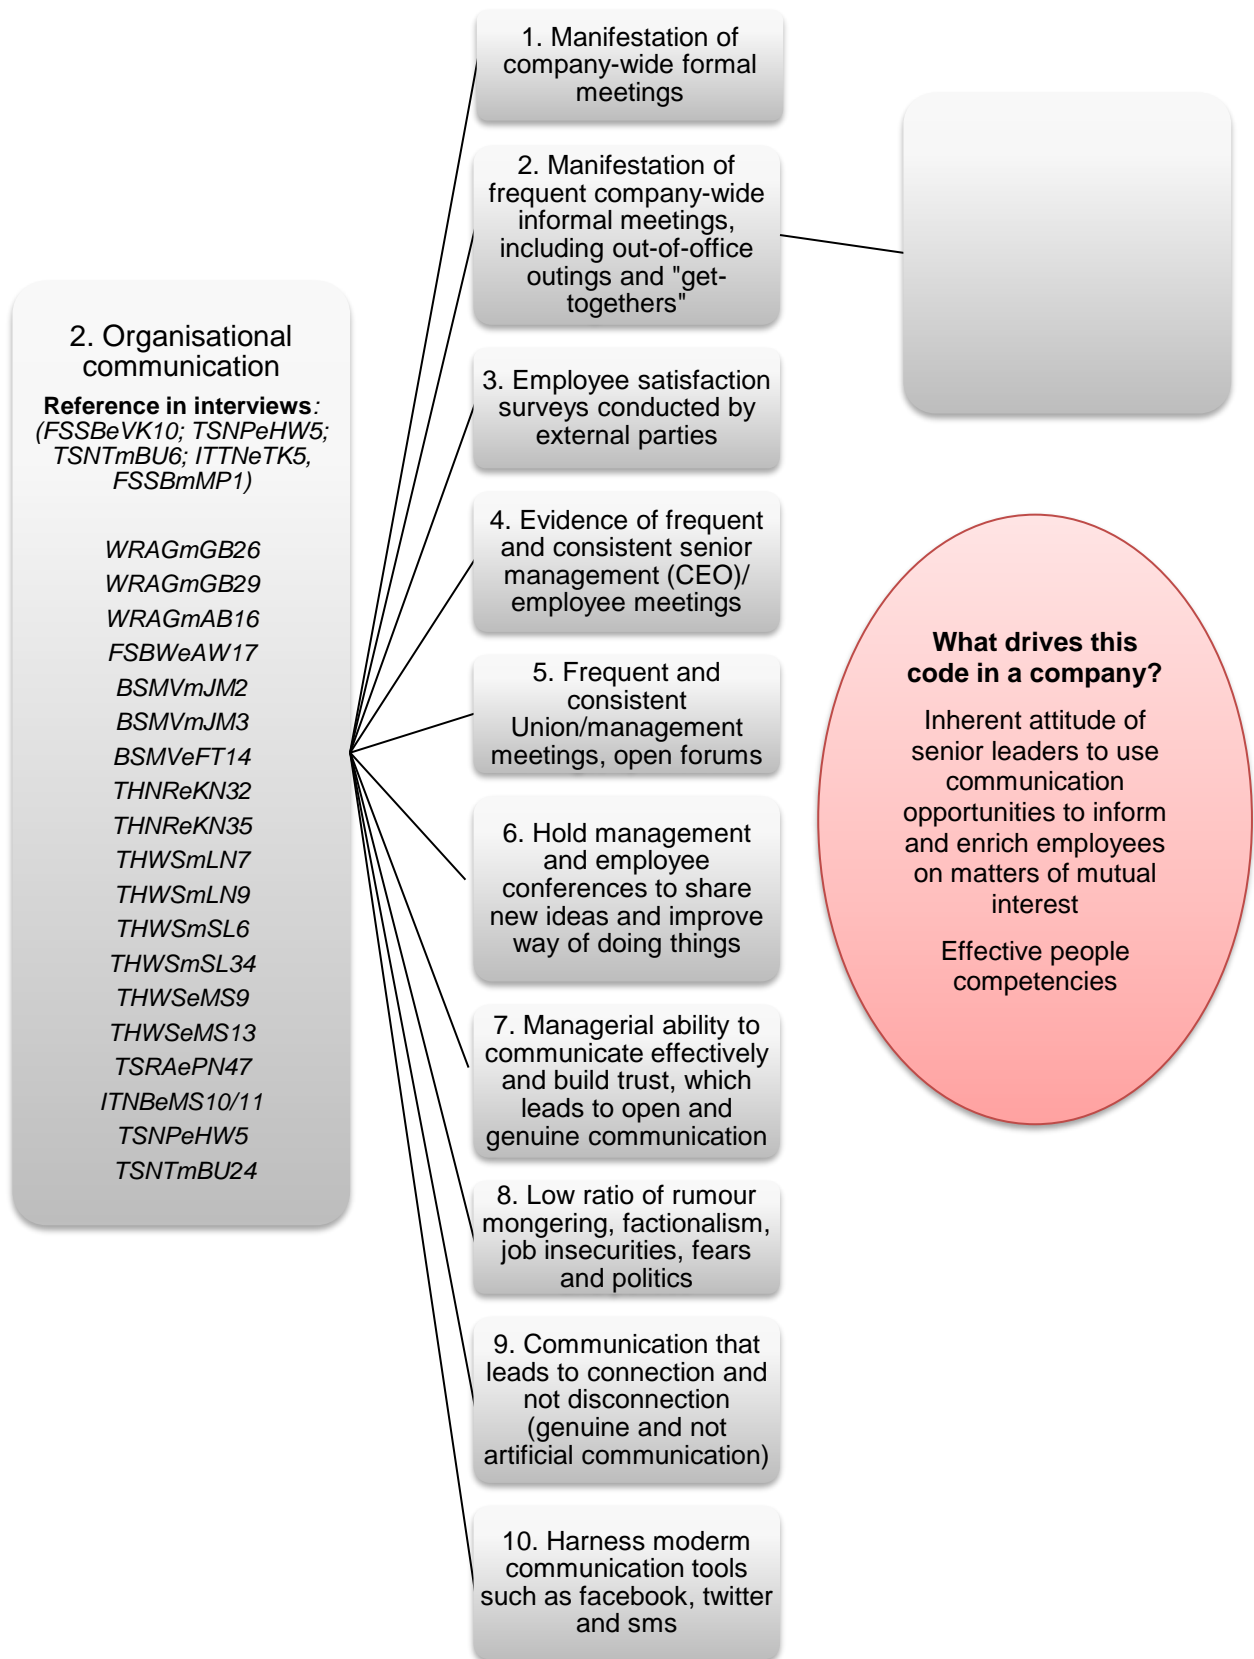 2. Organisational
communication
Reference in interviews:
(FSSBeVK10; TSNPeHW5;
TSNTmBU6; ITTNeTK5,
FSSBmMP1)
WRAGmGB26
WRAGmGB29
WRAGmAB16
FSBWeAW17
BSMVmJM2
BSMVmJM3
BSMVeFT14
THNReKN32
THNReKN35
THWSmLN7
THWSmLN9
THWSmSL6
THWSmSL34
THWSeMS9
THWSeMS13
TSRAePN47
ITNBeMS10/11
TSNPeHW5
TSNTmBU24
1. Manifestation of
company-wide formal
meetings
2. Manifestation of
frequent company-wide
informal meetings,
including out-of-office
outings and "get-
togethers"
3. Employee satisfaction
surveys conducted by
external parties
4. Evidence of frequent
and consistent senior
management (CEO)/
employee meetings
5. Frequent and
consistent
Union/management
meetings, open forums
6. Hold management
and employee
conferences to share
new ideas and improve
way of doing things
7. Managerial ability to
communicate effectively
and build trust, which
leads to open and
genuine communication
8. Low ratio of rumour
mongering, factionalism,
job insecurities, fears
and politics
9. Communication that
leads to connection and
not disconnection
(genuine and not
artificial communication)
10. Harness moderm
communication tools
such as facebook, twitter
and sms
What drives this
code in a company?
Inherent attitude of
senior leaders to use
communication
opportunities to inform
and enrich employees
on matters of mutual
interest
Effective people
competencies